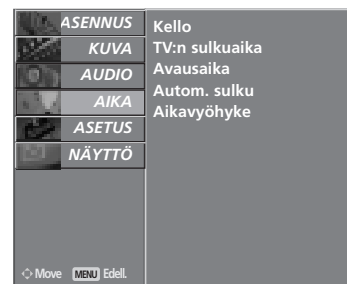 ASENNUS
KUVA
AUDIO
AIKA
ASETUS
NÄYTTÖ
Kello
TV:n sulkuaika
Avausaika
Autom. sulku
Aikavyöhyke
Move MENU Edell.